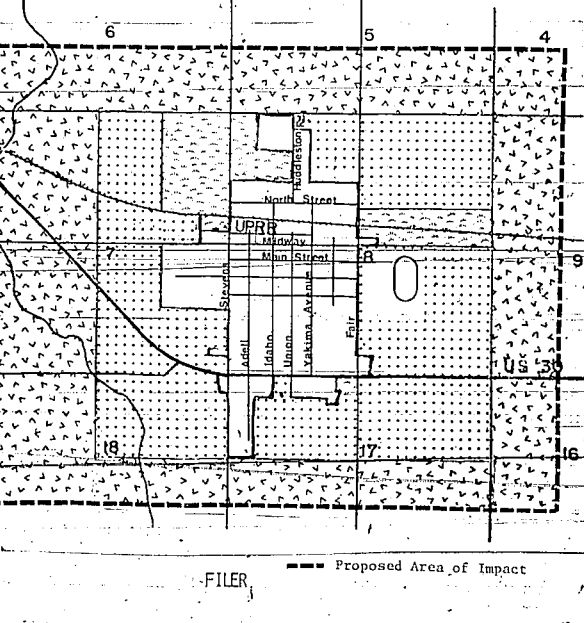 6 5 4
Huddleston
North Street
UPRR
Midway
7 Main Street 8 9
Stevens
Adell
Idaho
Union
Yakima Avenue
Fair
US 30
18 17 16
Proposed Area of Impact
FILER